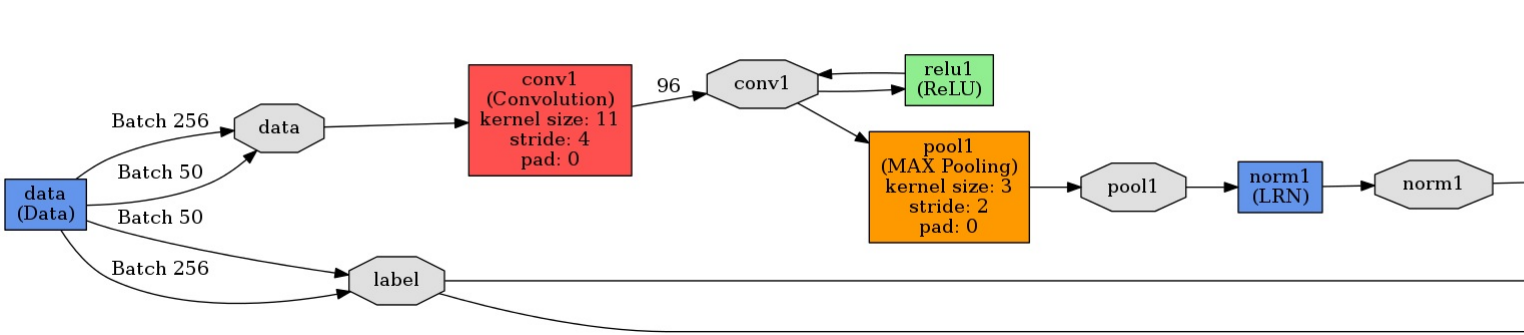 data
(Data)
Batch 256
Batch 50
Batch 50
Batch 256
data
label
conv1
(Convolution)
kernel size: 11
stride: 4
pad: 0
96
conv1
relu1
(ReLU)
pool1
(MAX Pooling)
kernel size: 3
stride: 2
pad: 0
pool1
norm1
(LRN)
norm1